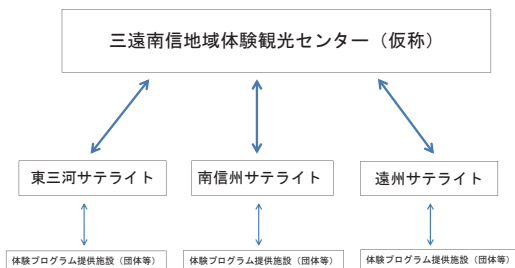 三遠南信地域体験観光センター（仮称）
東三河サテライト
南信州サテライト
遠州サテライト
体験プログラム提供施設（団体等）
体験プログラム提供施設（団体等）
体験プログラム提供施設（団体等）